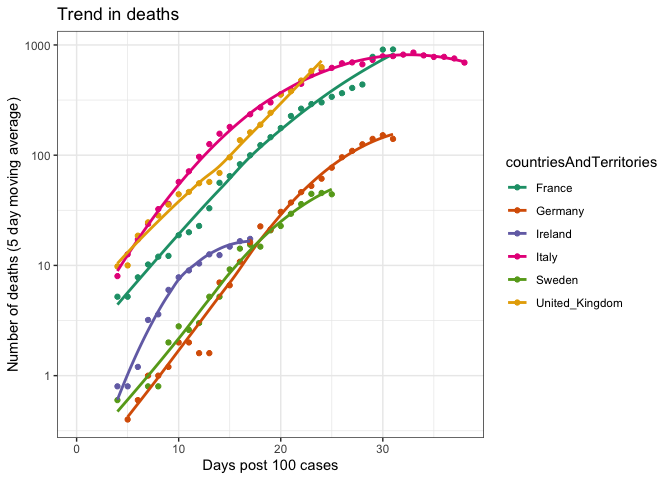 Trend in deaths
Number of deaths (5 day moving average)
1000
100
10
1
0
10
20
30
Days post 100 cases
countriesAndTerritories
France
Germany
Ireland
Italy
Sweden
United_Kingdom